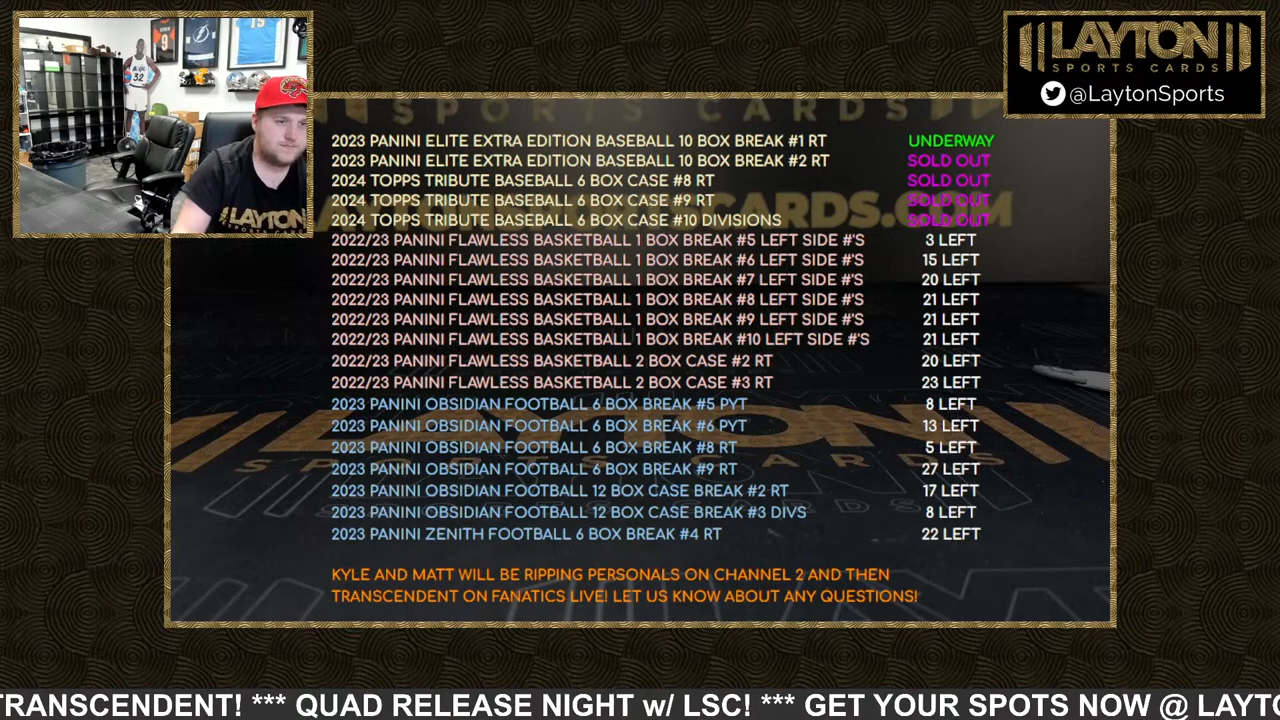 LAYTON
SPORTS CARDS
@LaytonSports
9
15
32
LAYTON
SPORTS CARDS
2023 PANINI ELITE EXTRA EDITION BASEBALL 10 BOX BREAK #1 RT UNDERWAY
2023 PANINI ELITE EXTRA EDITION BASEBALL 10 BOX BREAK #2 RT SOLD OUT
2024 TOPPS TRIBUTE BASEBALL 6 BOX CASE #8 RT SOLD OUT
2024 TOPPS TRIBUTE BASEBALL 6 BOX CASE #9 RT SOLD OUT
2024 TOPPS TRIBUTE BASEBALL 6 BOX CASE #10 DIVISIONS SOLD OUT
2022/23 PANINI FLAWLESS BASKETBALL 1 BOX BREAK #5 LEFT SIDE #'S 3 LEFT
2022/23 PANINI FLAWLESS BASKETBALL 1 BOX BREAK #6 LEFT SIDE #'S 15 LEFT
2022/23 PANINI FLAWLESS BASKETBALL 1 BOX BREAK #7 LEFT SIDE #'S 20 LEFT
2022/23 PANINI FLAWLESS BASKETBALL 1 BOX BREAK #8 LEFT SIDE #'S 21 LEFT
2022/23 PANINI FLAWLESS BASKETBALL 1 BOX BREAK #9 LEFT SIDE #'S 21 LEFT
2022/23 PANINI FLAWLESS BASKETBALL 1 BOX BREAK #10 LEFT SIDE #'S 21 LEFT
2022/23 PANINI FLAWLESS BASKETBALL 2 BOX CASE #2 RT 20 LEFT
2022/23 PANINI FLAWLESS BASKETBALL 2 BOX CASE #3 RT 23 LEFT
2023 PANINI OBSIDIAN FOOTBALL 6 BOX BREAK #5 PYT 8 LEFT
2023 PANINI OBSIDIAN FOOTBALL 6 BOX BREAK #6 PYT 13 LEFT
2023 PANINI OBSIDIAN FOOTBALL 6 BOX BREAK #8 RT 5 LEFT
2023 PANINI OBSIDIAN FOOTBALL 6 BOX BREAK #9 RT 27 LEFT
2023 PANINI OBSIDIAN FOOTBALL 12 BOX CASE BREAK #2 RT 17 LEFT
2023 PANINI OBSIDIAN FOOTBALL 12 BOX CASE BREAK #3 DIVS 8 LEFT
2023 PANINI ZENITH FOOTBALL 6 BOX BREAK #4 RT 22 LEFT
KYLE AND MATT WILL BE RIPPING PERSONALS ON CHANNEL 2 AND THEN
TRANSCENDENT ON FANATICS LIVE! LET US KNOW ABOUT ANY QUESTIONS!
TRANSCENDENT! *** QUAD RELEASE NIGHT w/ LSC! *** GET YOUR SPOTS NOW @ LAYTO